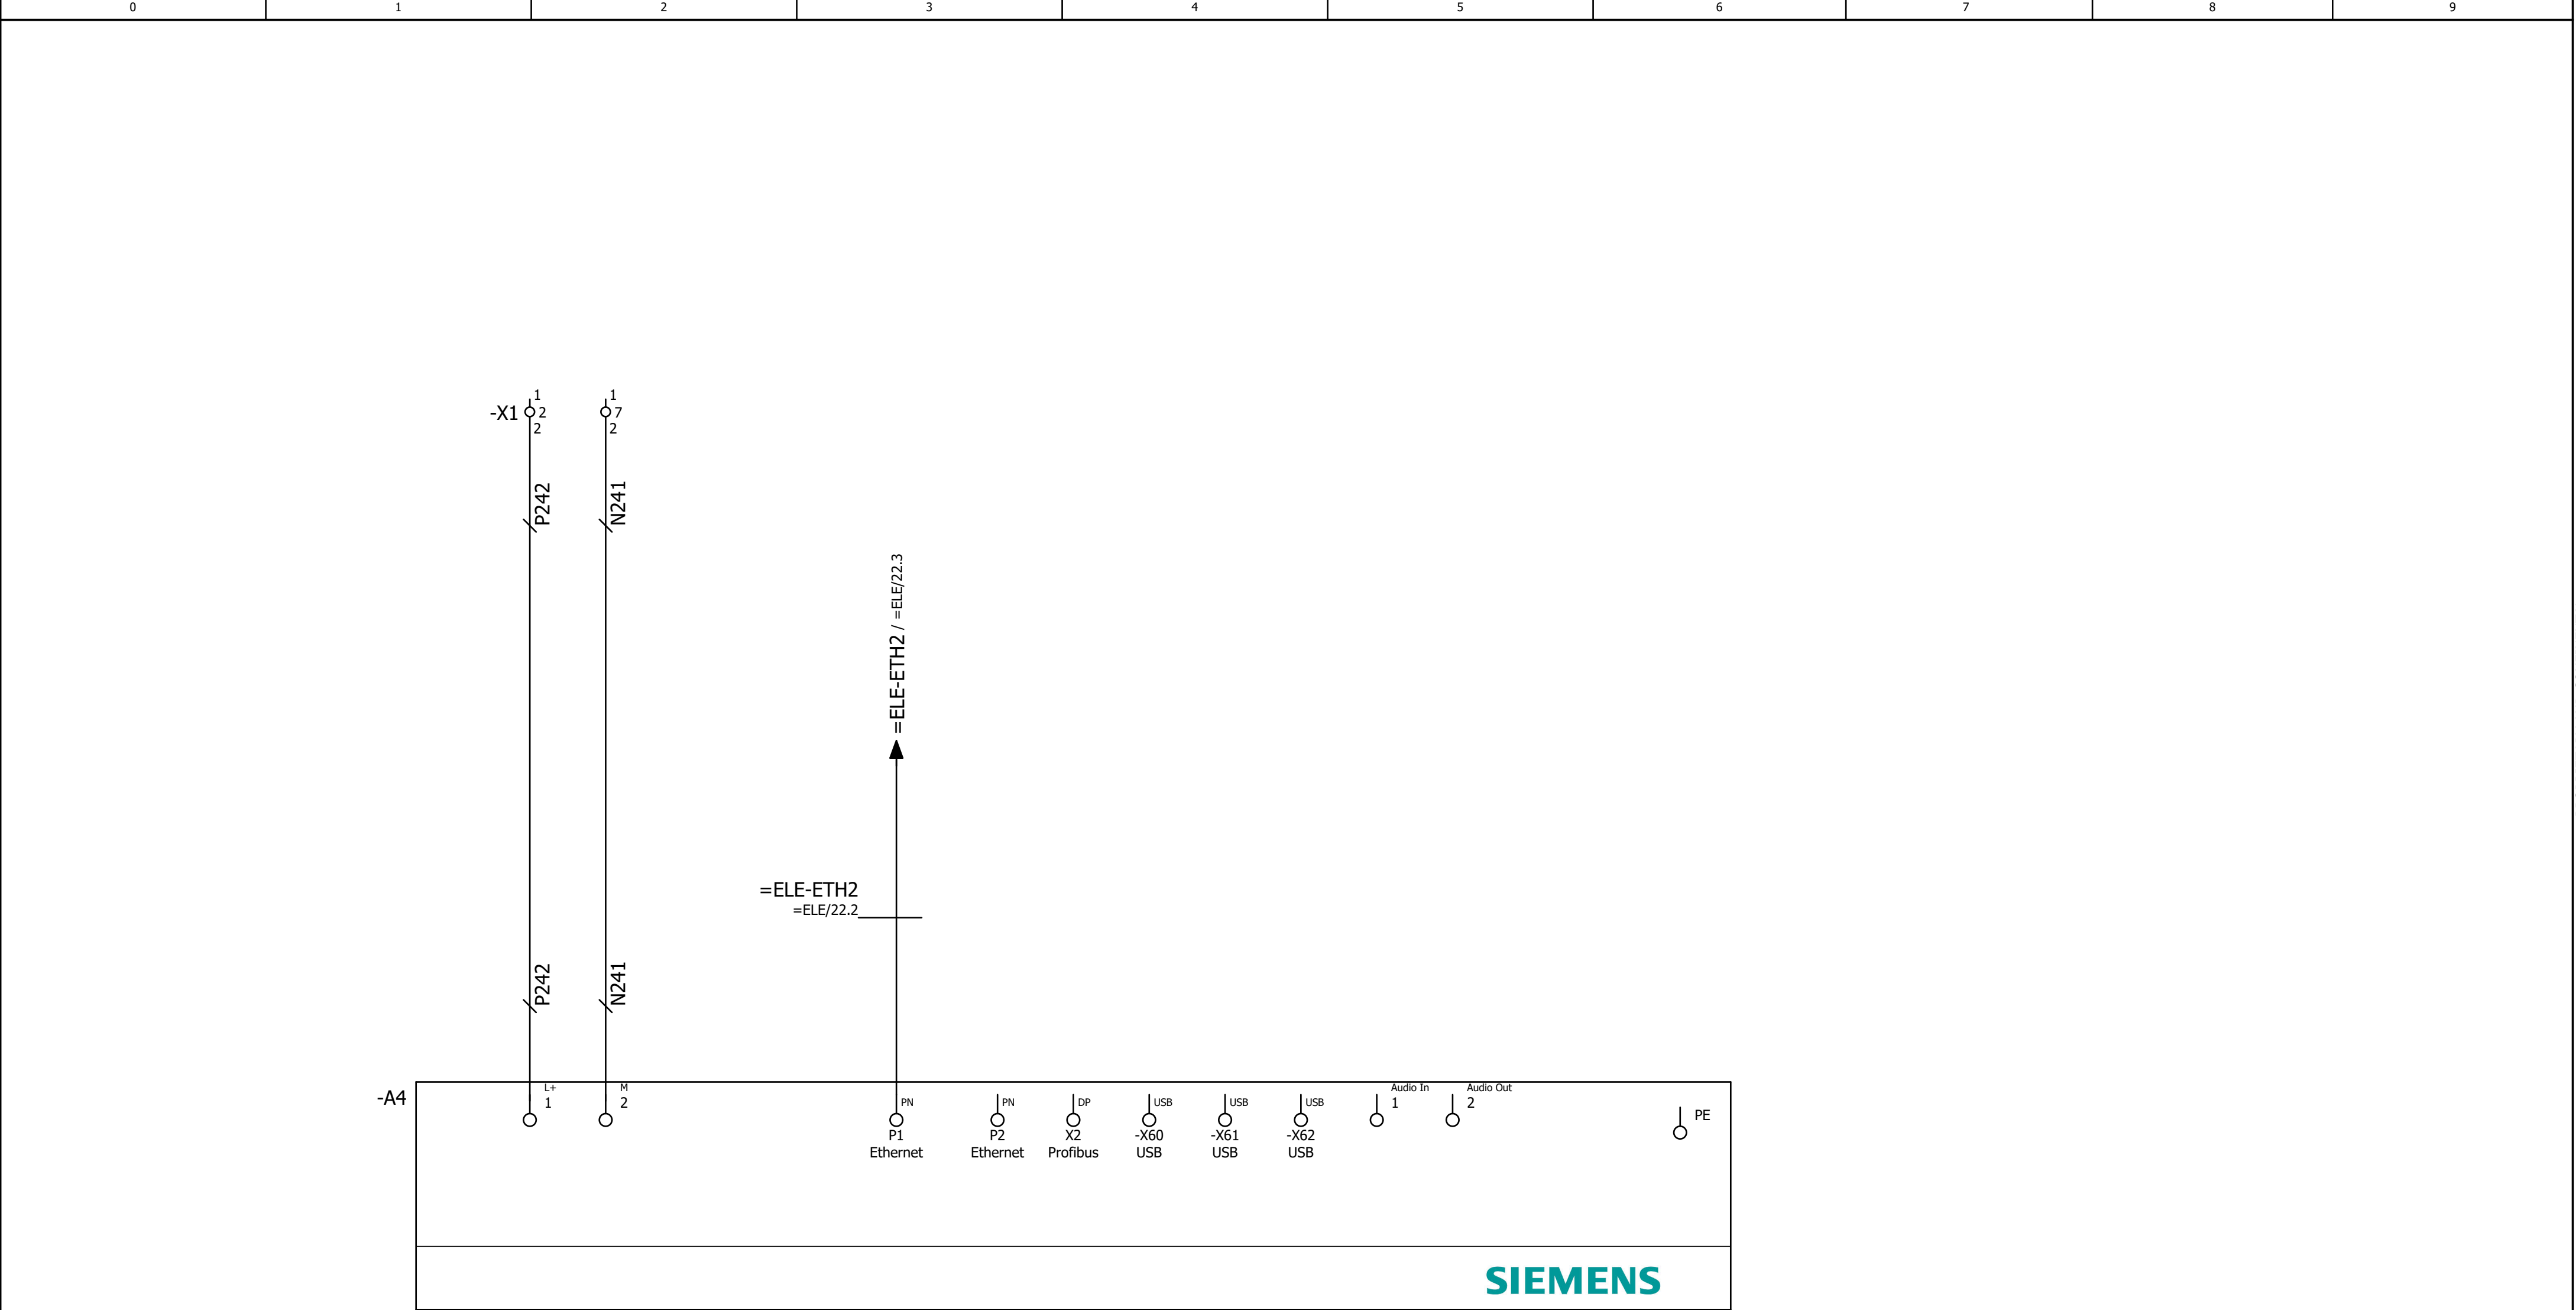 0 1 2 3 4 5 6 7 8 9
1 1
-X1 2 7
2 2
P242 N241
=ELE-ETH2 / =ELE/22.3
=ELE-ETH2
=ELE/22.2
P242 N241
-A4
L+ M Audio In Audio Out
1 2 PN PN DP USB USB USB 1 2 PE
P1 P2 X2 -X60 -X61 -X62
Ethernet Ethernet Profibus USB USB USB
SIEMENS